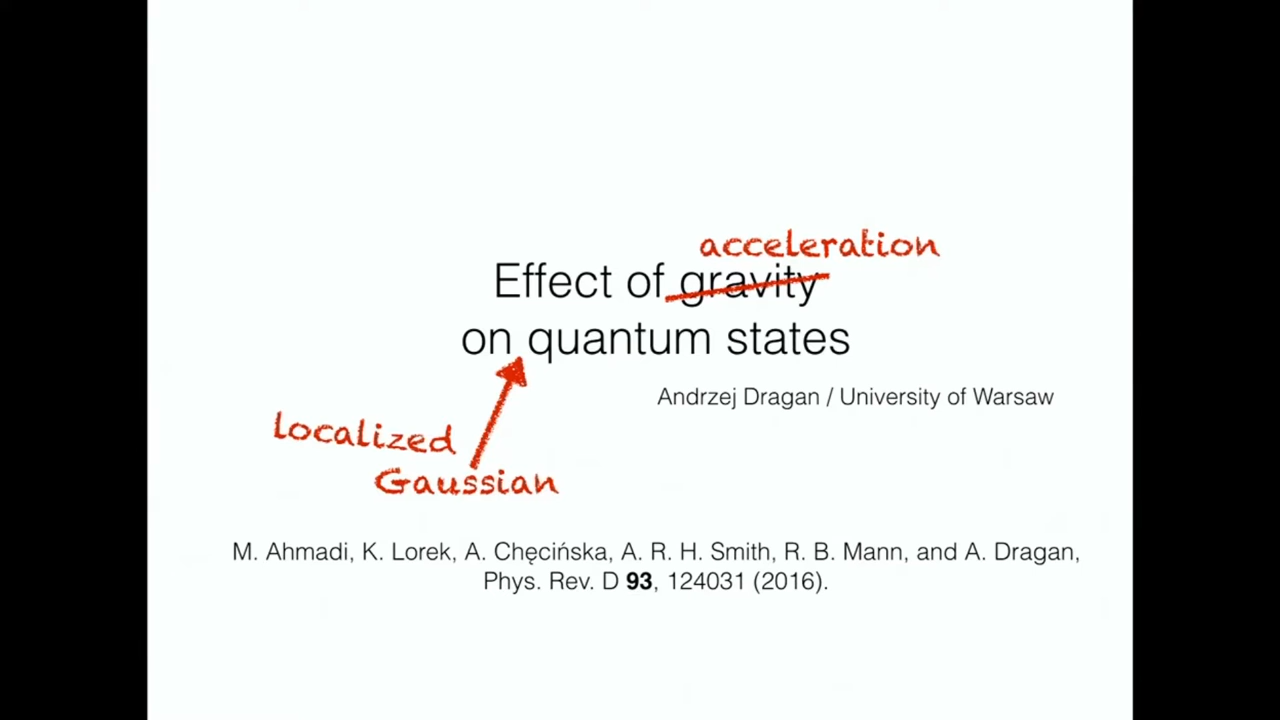 acceleration
Effect of gravity
on quantum states
Andrzej Dragan / University of Warsaw
localized
Gaussian
M. Ahmadi, K. Lorek, A. Chęcińska, A. R. H. Smith, R. B. Mann, and A. Dragan,
Phys. Rev. D 93, 124031 (2016).